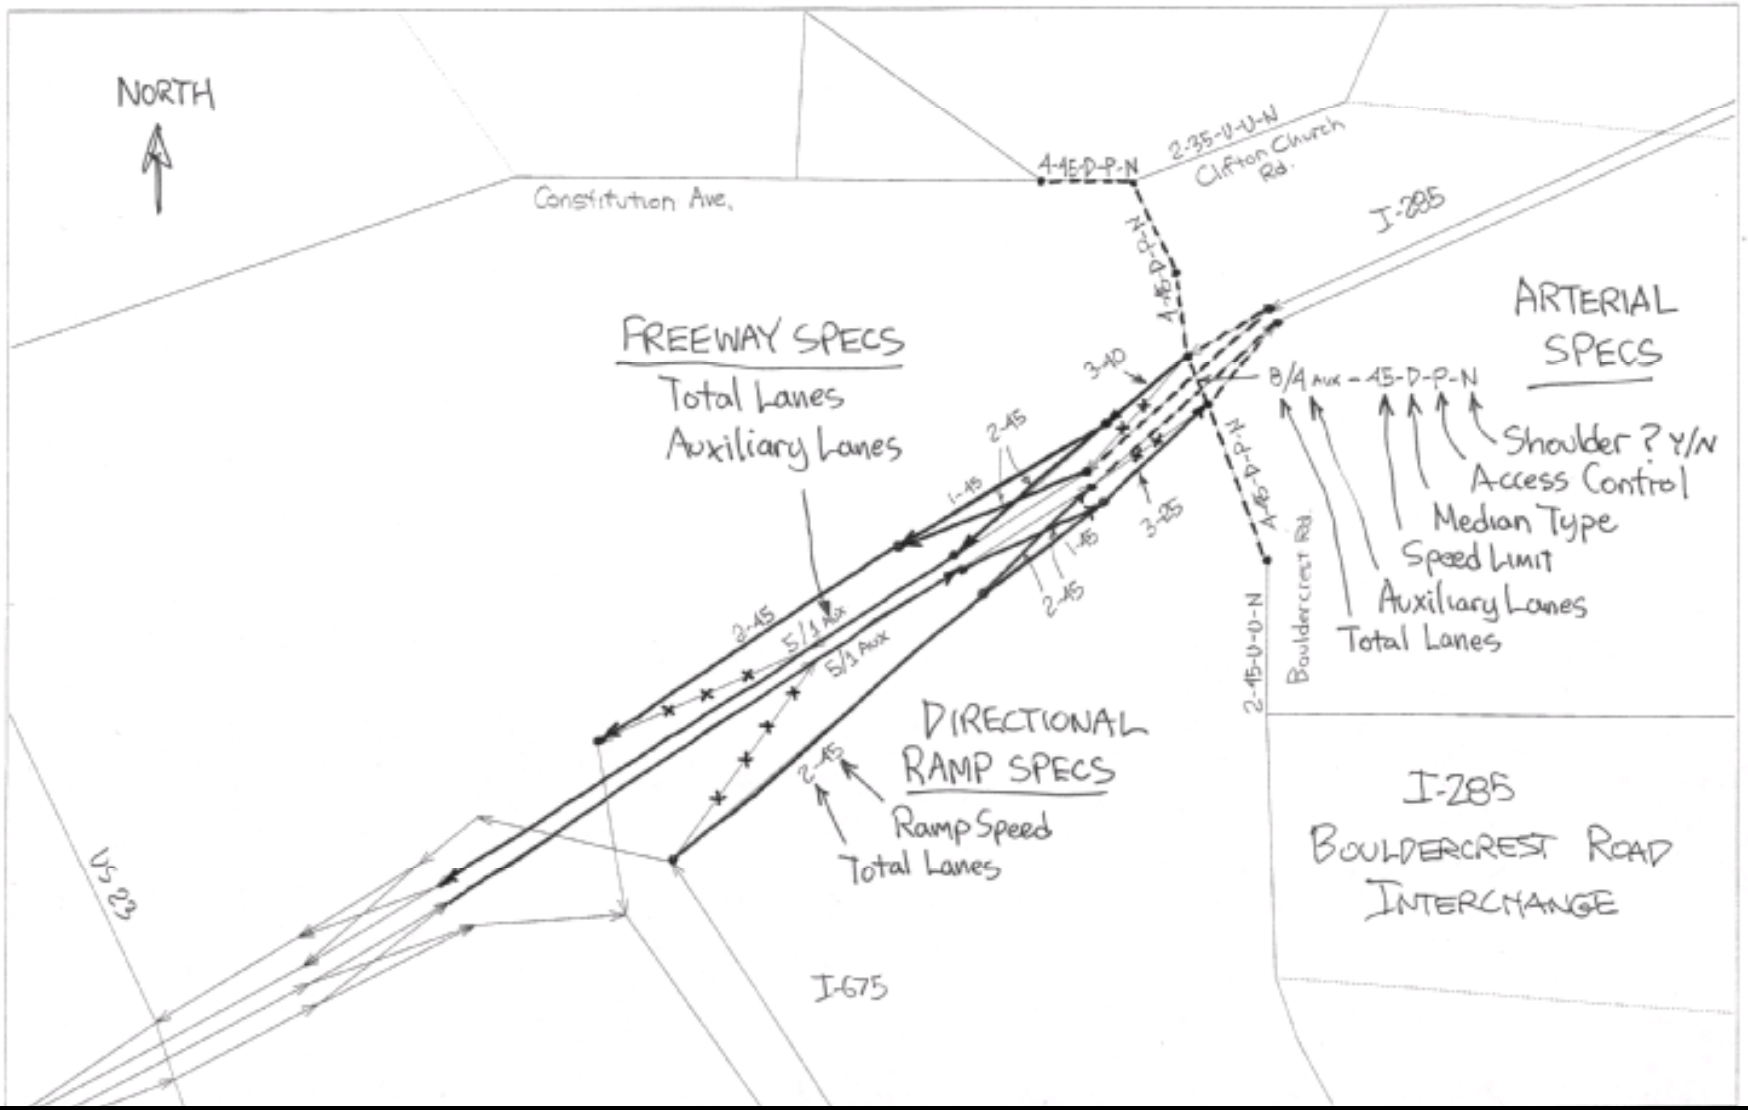 NORTH
Constitution Ave.
4-45-D-P-N
2-35-U-U-N
Clifton Church
Rd.
I-285
4-45-D-P-N
FREEWAY SPECS
Total Lanes
Auxiliary Lanes
ARTERIAL
SPECS
8/4 AUX - 45-D-P-N
Shoulder? Y/N
Access Control
Median Type
Speed Limit
Auxiliary Lanes
Total Lanes
3-40
2-45
1-45
4-45-D-P-N
3-25
1-45
2-45
2-45
5/1 AUX
5/1 AUX
2-45-U-U-N
Bouldercrest Rd.
DIRECTIONAL
RAMP SPECS
2-45
Ramp Speed
Total Lanes
US 23
I-675
I-285
BOULDERCREST ROAD
INTERCHANGE